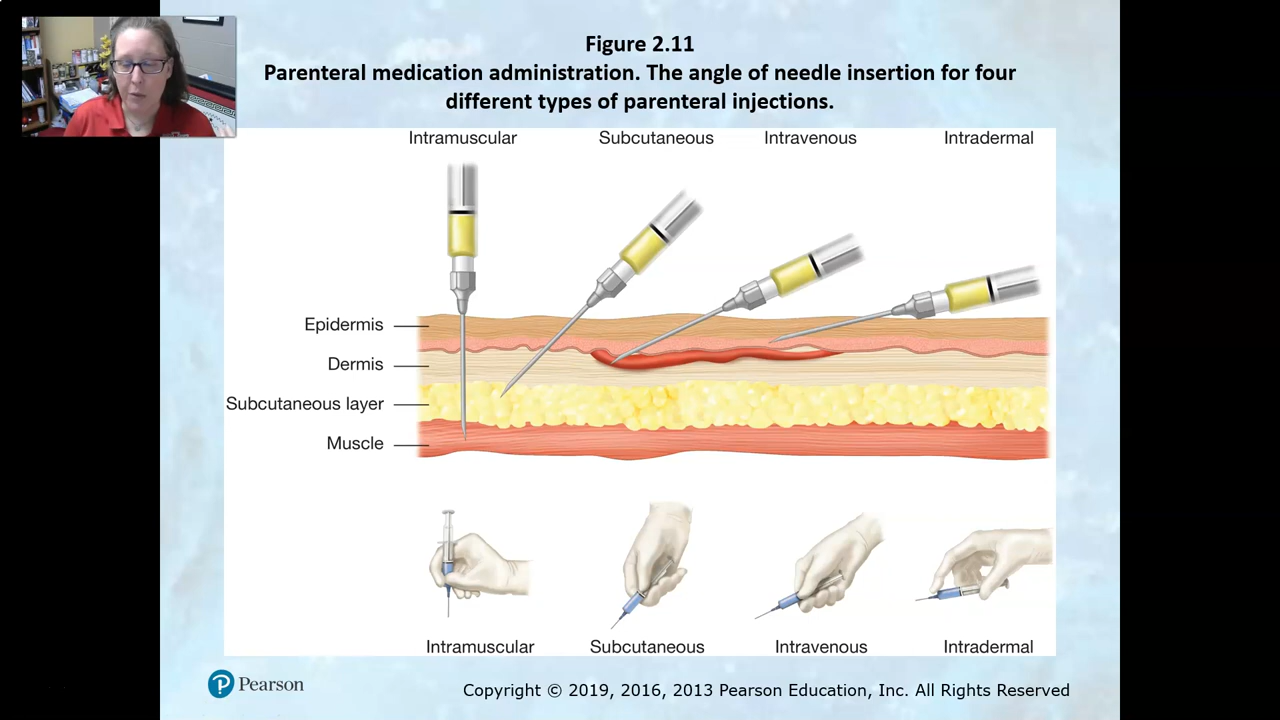 Figure 2.11
Parenteral medication administration. The angle of needle insertion for four
different types of parenteral injections.
Intramuscular Subcutaneous Intravenous Intradermal
Epidermis
Dermis
Subcutaneous layer
Muscle
Intramuscular Subcutaneous Intravenous Intradermal
Pearson
Copyright © 2019, 2016, 2013 Pearson Education, Inc. All Rights Reserved